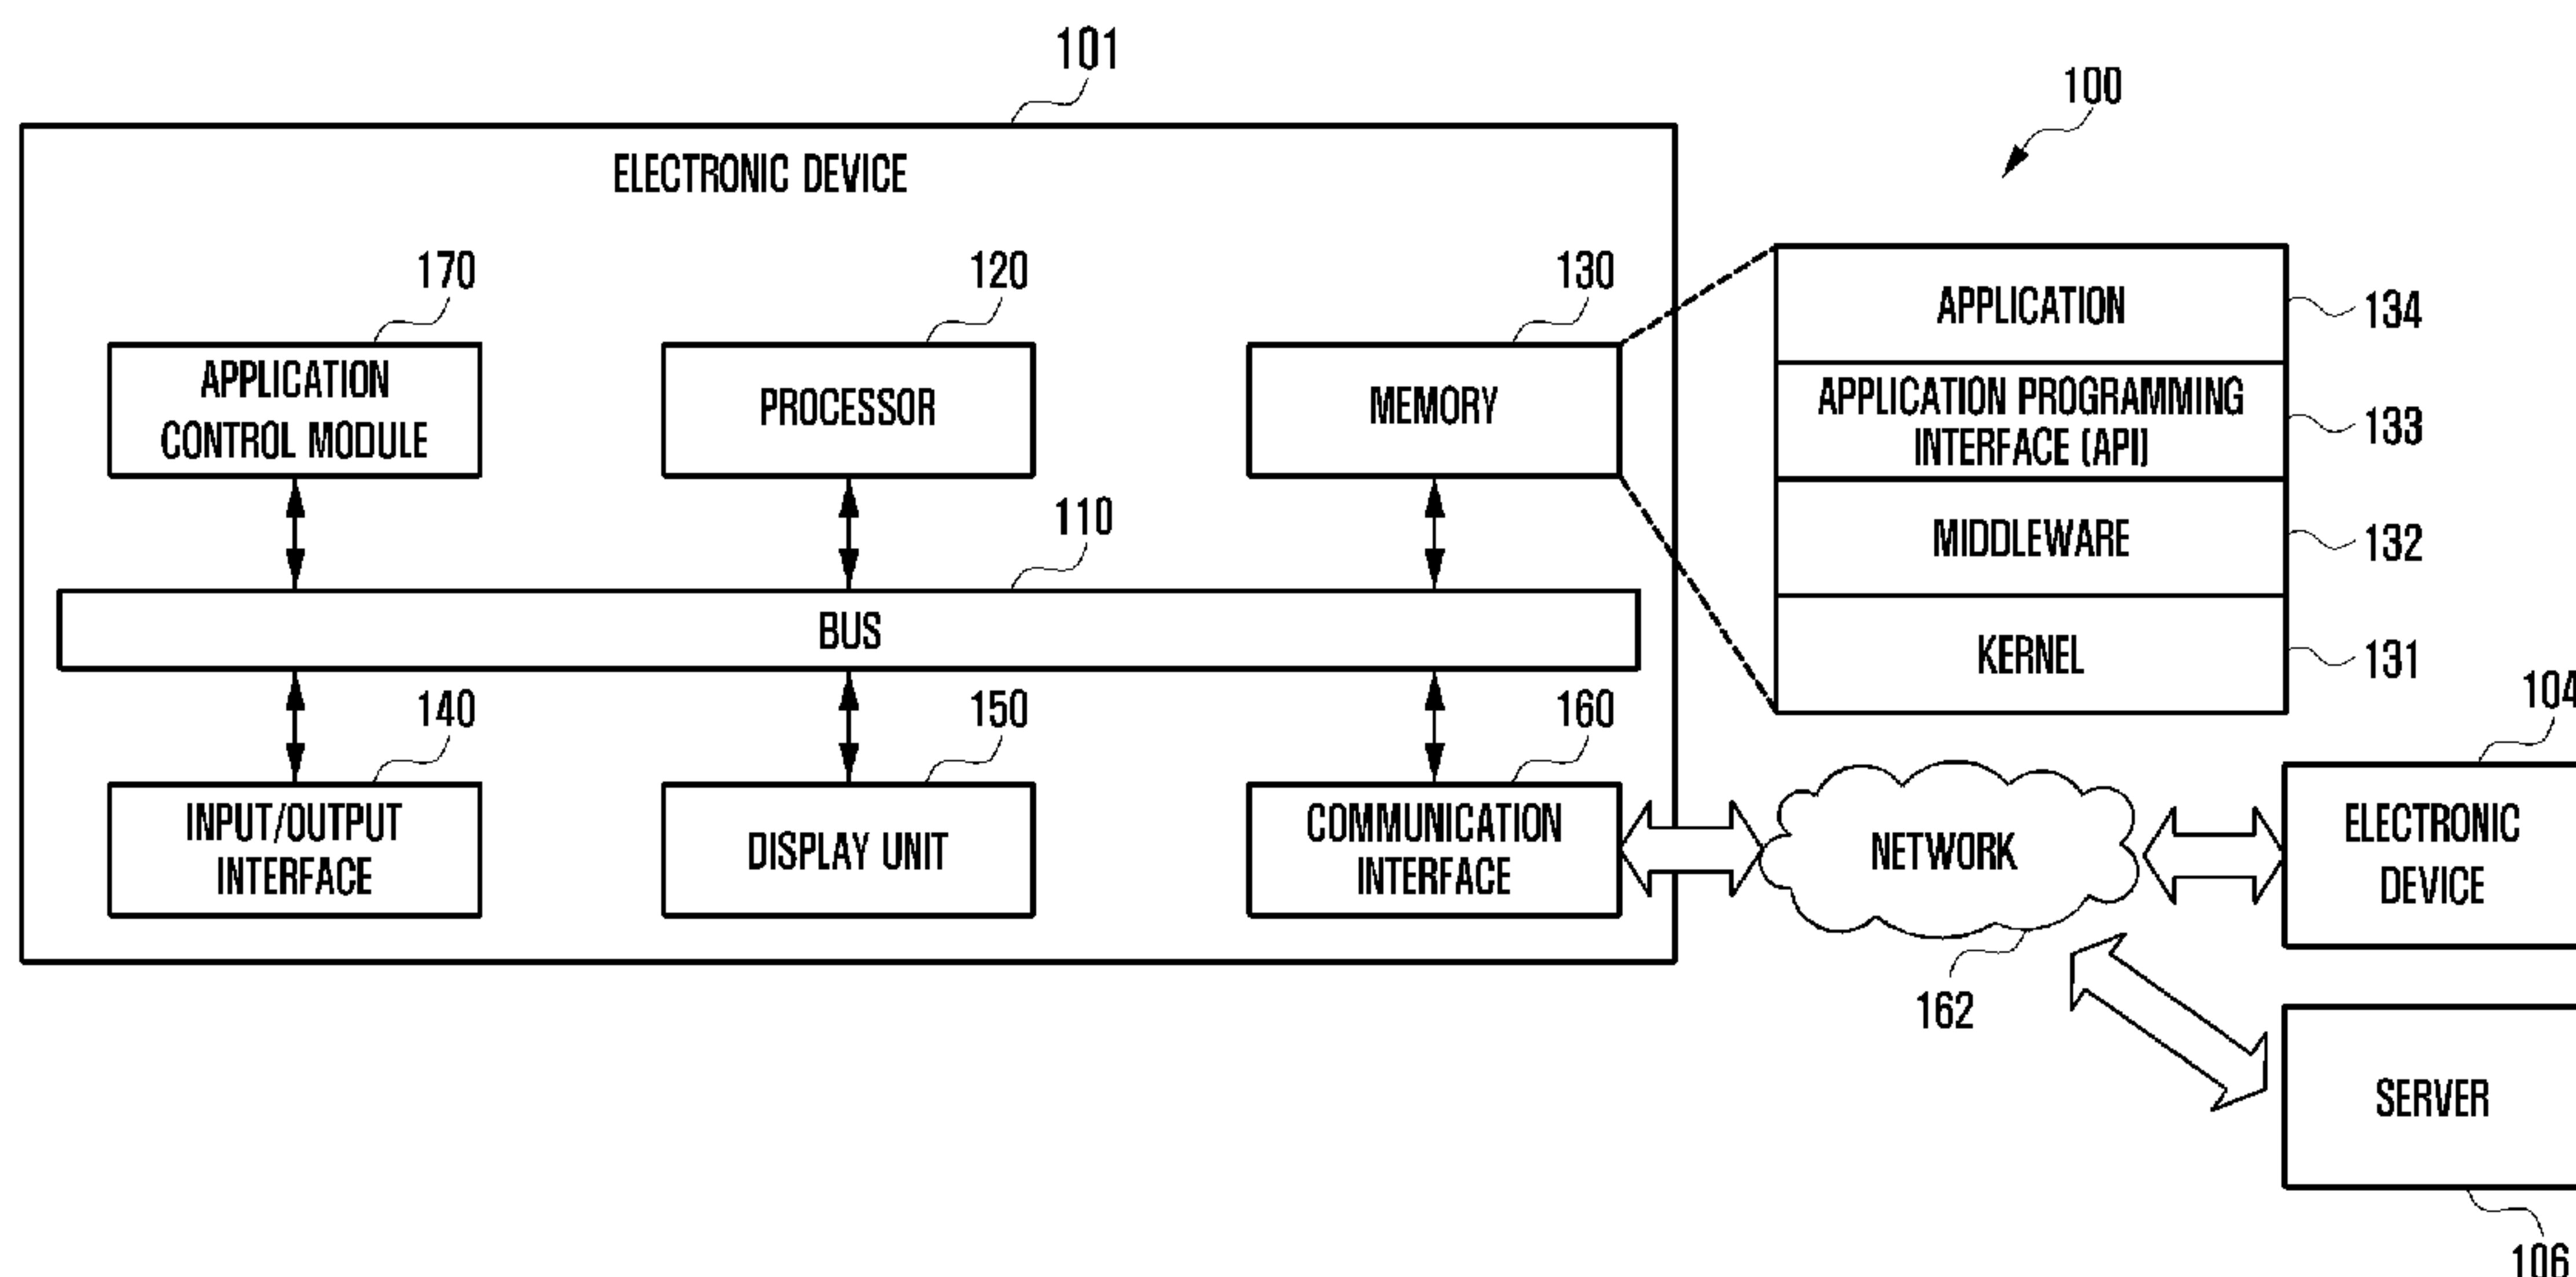 101
100
ELECTRONIC DEVICE
170
120
130
APPLICATION
CONTROL MODULE
PROCESSOR
MEMORY
APPLICATION
134
APPLICATION PROGRAMMING
INTERFACE (API)
133
MIDDLEWARE
132
KERNEL
131
110
BUS
140
150
160
104
INPUT/OUTPUT
INTERFACE
DISPLAY UNIT
COMMUNICATION
INTERFACE
NETWORK
ELECTRONIC
DEVICE
162
SERVER
106